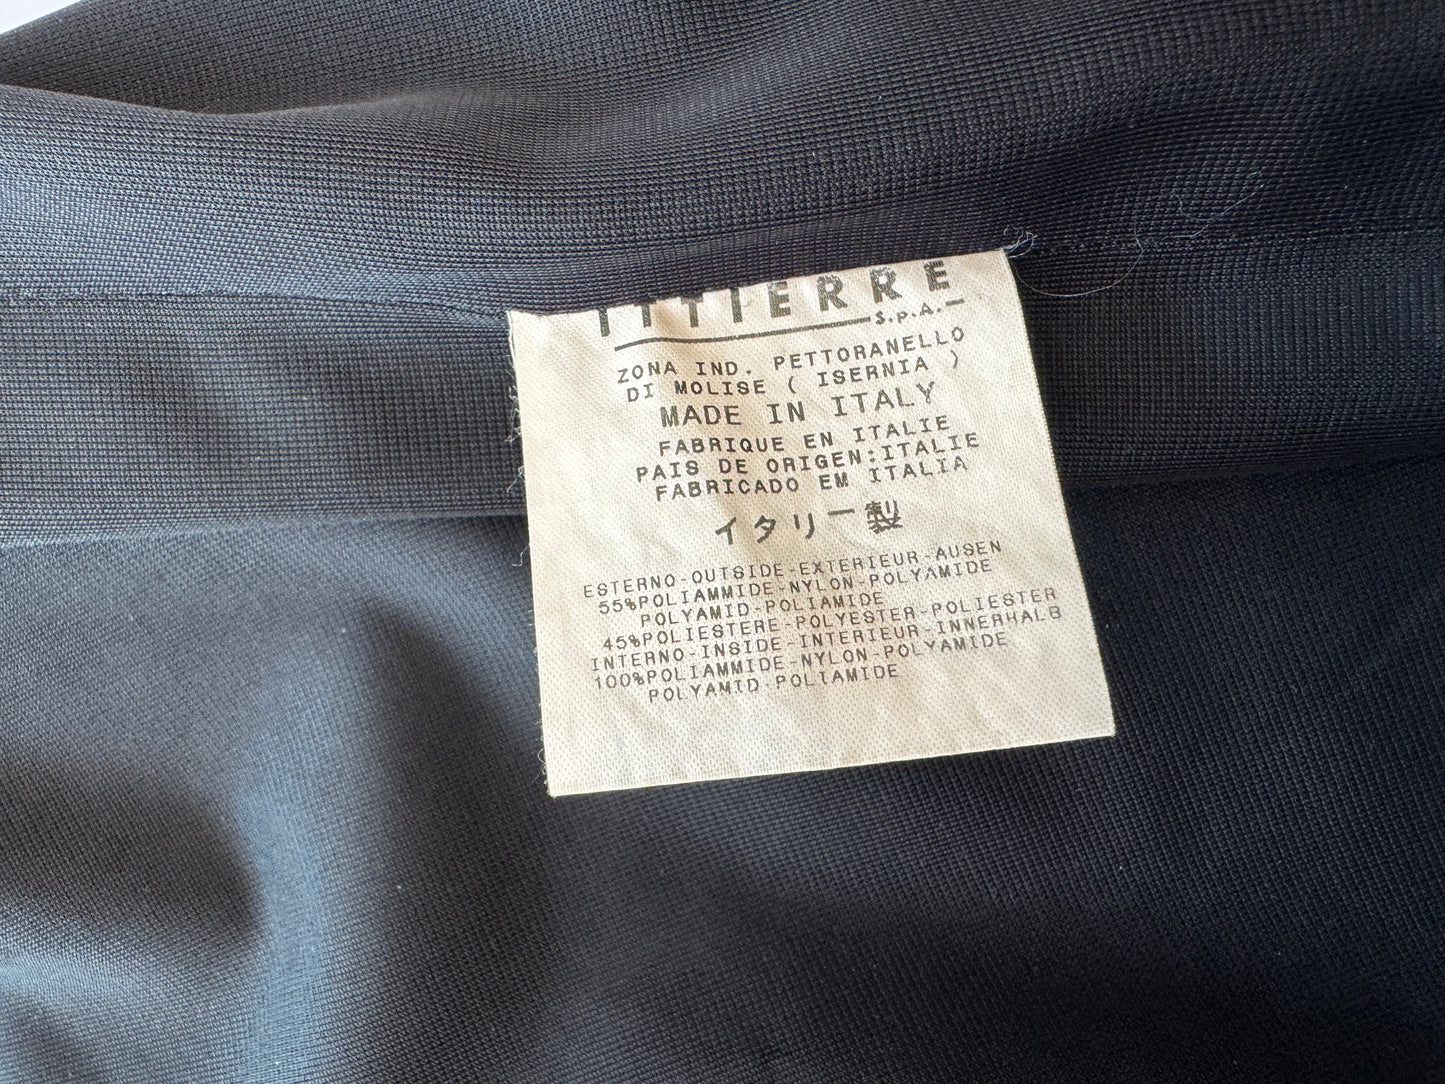 ITTIERRE
S.p.A.
ZONA IND. PETTORANELLO
DI MOLISE ( ISERNIA )
MADE IN ITALY
FABRIQUE EN ITALIE
PAIS DE ORIGEN:ITALIE
FABRICADO EM ITALIA
イタリー製
ESTERNO-OUTSIDE-EXTERIEUR-AUSEN
55%POLIAMMIDE-NYLON-POLYAMIDE
POLYAMID-POLIAMIDE
45%POLIESTERE-POLYESTER-POLIESTER
INTERNO-INSIDE-INTERIEUR-INNERHALB
100%POLIAMMIDE-NYLON-POLYAMIDE
POLYAMID-POLIAMIDE